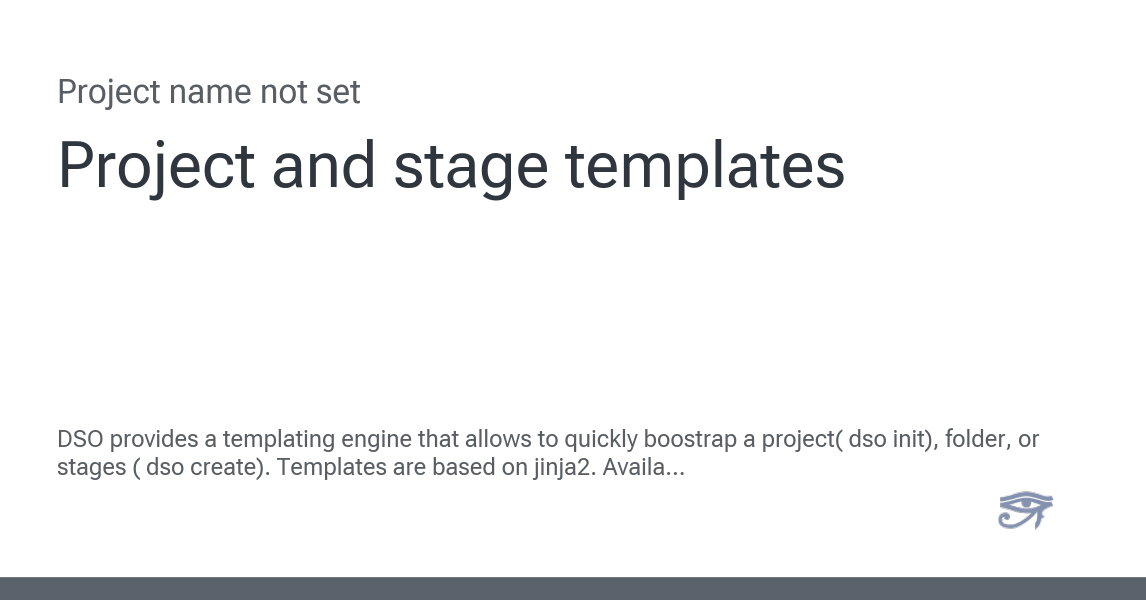 Project name not set
Project and stage templates
DSO provides a templating engine that allows to quickly boostrap a project( dso init), folder, or
stages ( dso create). Templates are based on jinja2. Availa...